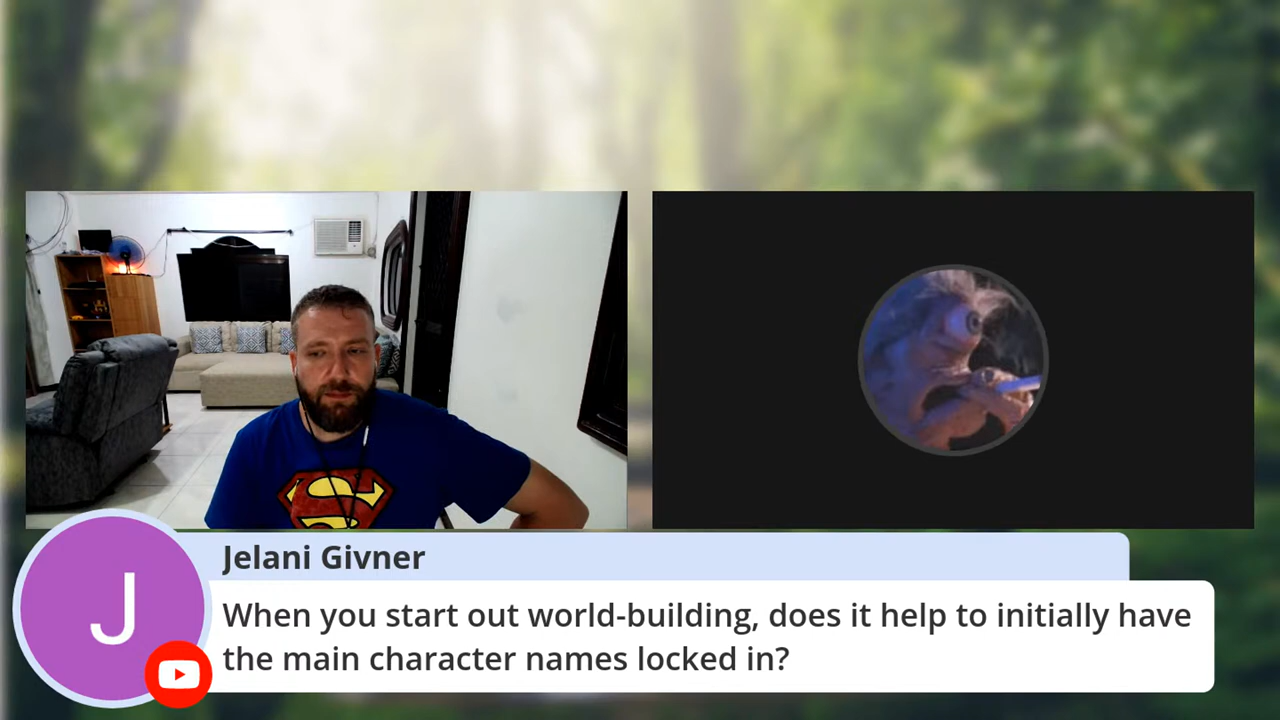 Jelani Givner
J
When you start out world-building, does it help to initially have
the main character names locked in?
S